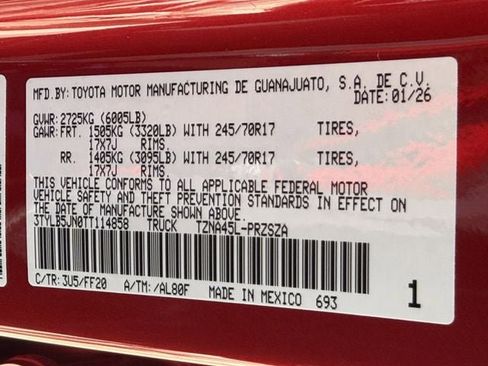 MFD.BY: TOYOTA MOTOR MANUFACTURING DE GUANAJUATO, S.A. DE C.V.
DATE: 01/26
GVWR: 2725KG (6005LB)
GAWR: FRT. 1505KG (3320LB) WITH 245/70R17 TIRES,
17X7J RIMS.
RR. 1405KG (3095LB) WITH 245/70R17 TIRES,
17X7J RIMS.
THIS VEHICLE CONFORMS TO ALL APPLICABLE FEDERAL MOTOR
VEHICLE SAFETY AND THEFT PREVENTION STANDARDS IN EFFECT ON
THE DATE OF MANUFACTURE SHOWN ABOVE.
3TYLB5JN0TT114858 TRUCK TZNA45L-PRZSZA
C/TR: 3U5/FF20 A/TM: /AL80F MADE IN MEXICO 693 1